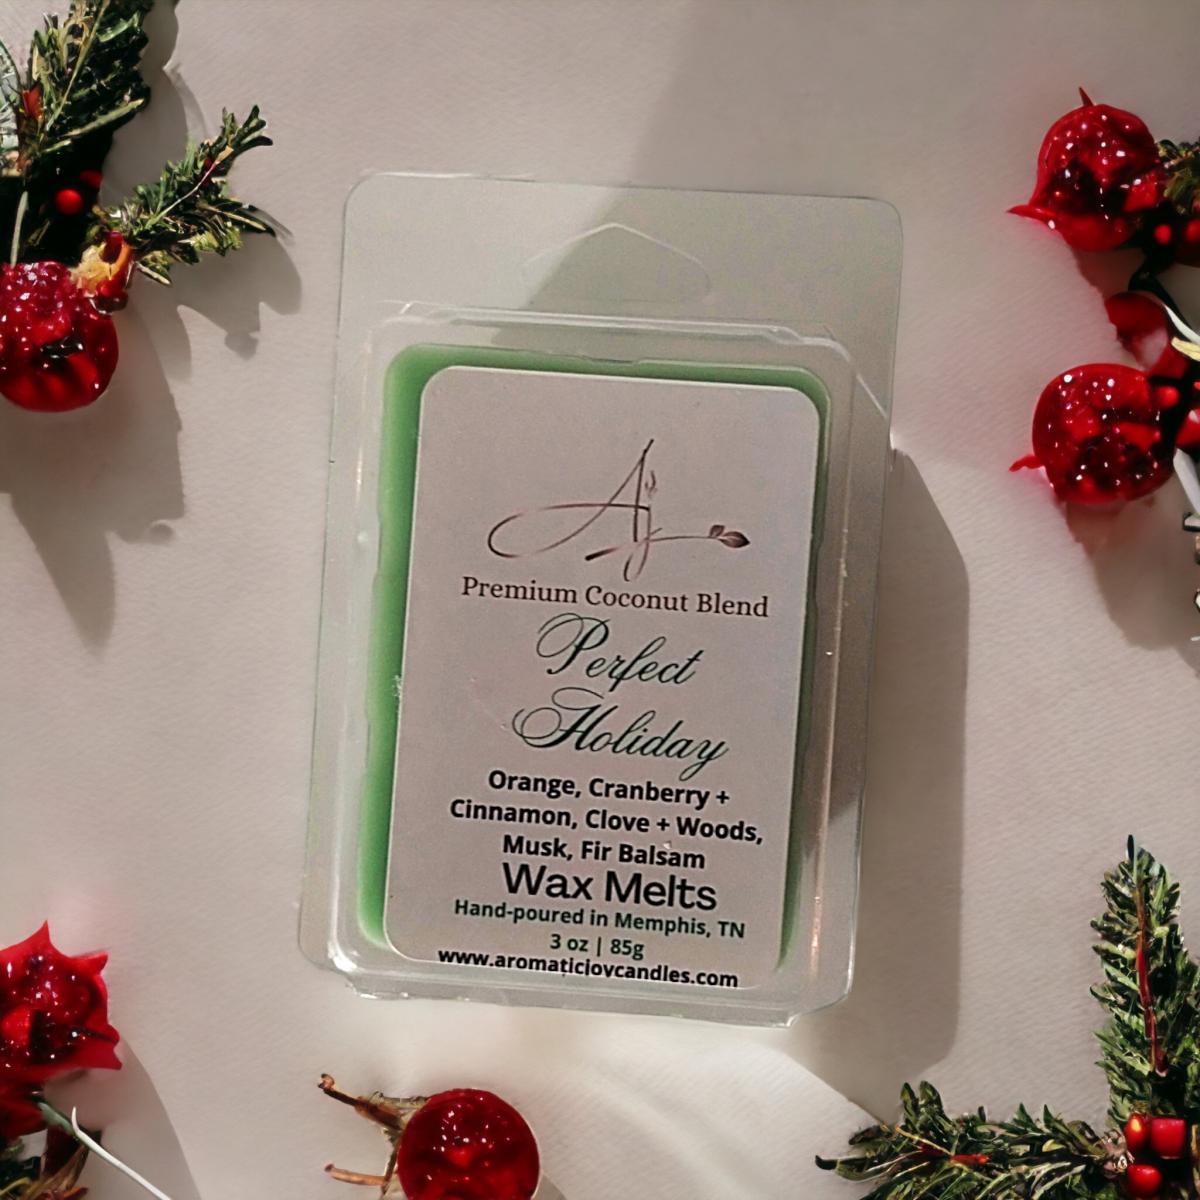 Aj
Premium Coconut Blend
Perfect
Holiday
Orange, Cranberry +
Cinnamon, Clove + Woods,
Musk, Fir Balsam
Wax Melts
Hand-poured in Memphis, TN
3 oz | 85g
www.aromaticjoycandles.com